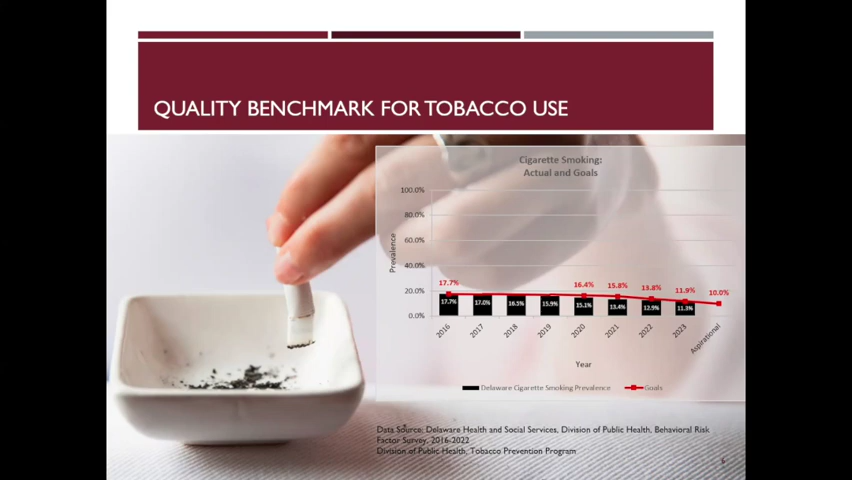 QUALITY BENCHMARK FOR TOBACCO USE
Cigarette Smoking:
Actual and Goals
100.0%
80.0%
60.0%
40.0%
20.0%
0.0%
Prevalence
17.7% 16.4% 15.8% 13.8% 11.9% 10.0%
17.7% 17.0% 16.5% 15.9% 15.1% 13.4% 12.9% 11.3%
2016 2017 2018 2019 2020 2021 2022 2023 Aspirational
Year
Delaware Cigarette Smoking Prevalence Goals
Data Source: Delaware Health and Social Services, Division of Public Health, Behavioral Risk
Factor Survey, 2016-2022
Division of Public Health, Tobacco Prevention Program
6